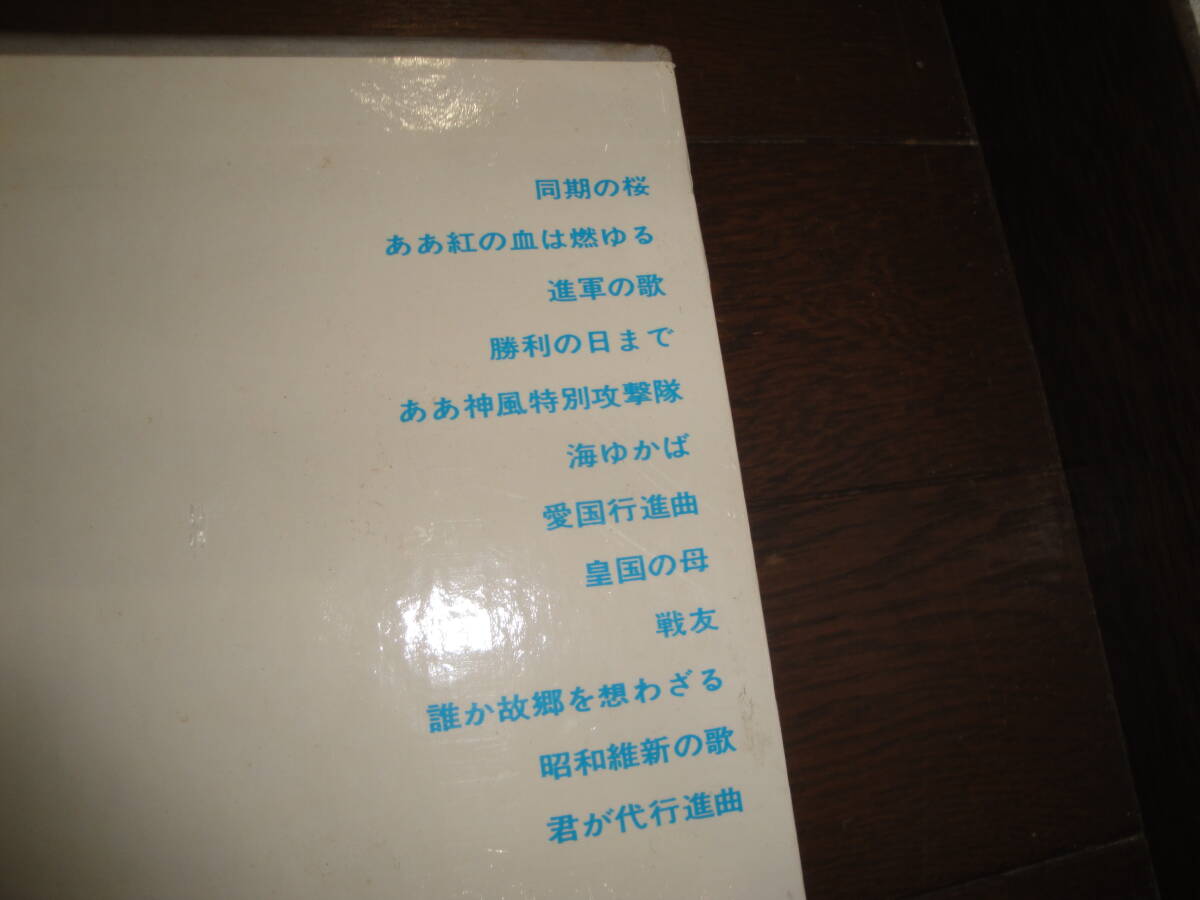 同期の桜
ああ紅の血は燃ゆる
進軍の歌
勝利の日まで
ああ神風特別攻撃隊
海ゆかば
愛国行進曲
皇国の母
戦友
誰か故郷を想わざる
昭和維新の歌
君が代行進曲